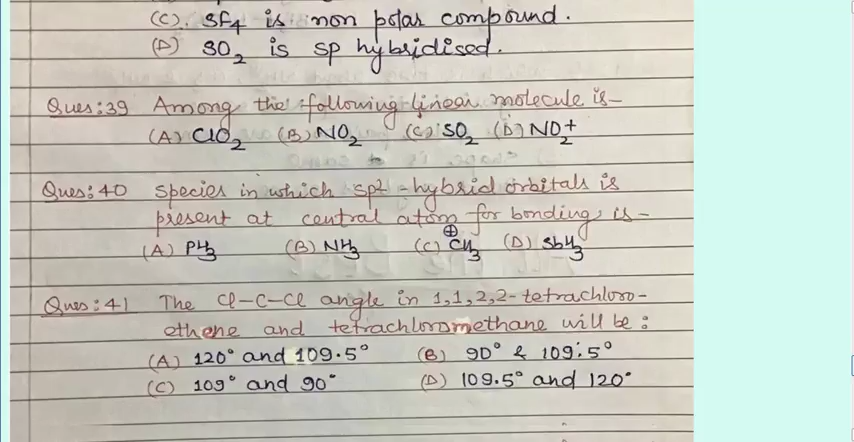 (C). SF4 is non polar compound.
(D) SO2 is sp hybridised.
Ques:39 Among the following linear molecule is-
(A) ClO2 (B) NO2 (C) SO2 (D) NO2+
Ques:40 species in which sp2-hybrid orbitals is
present at central atom for bonding is-
(A) PH3 (B) NH3 (C) ⊕CH3 (D) SbH3
Ques:41 The Cl-C-Cl angle in 1,1,2,2-tetrachloro-
ethene and tetrachloromethane will be:
(A) 120° and 109.5° (B) 90° & 109.5°
(C) 109° and 90° (D) 109.5° and 120°